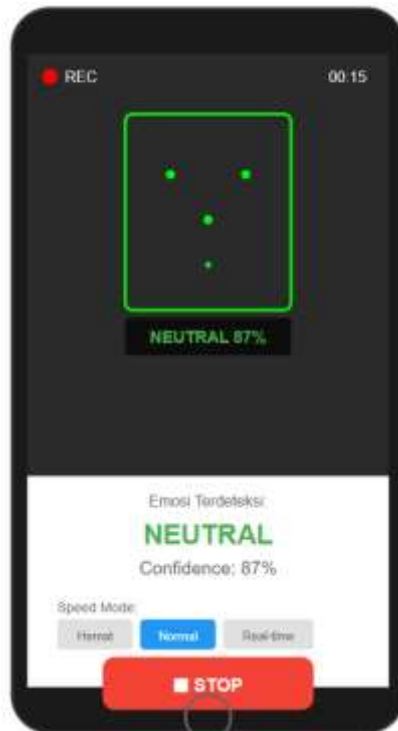 REC 00:15
NEUTRAL 87%
Emosi Terdeteksi:
NEUTRAL
Confidence: 87%
Speed Mode:
Hemat Normal Real-time
STOP